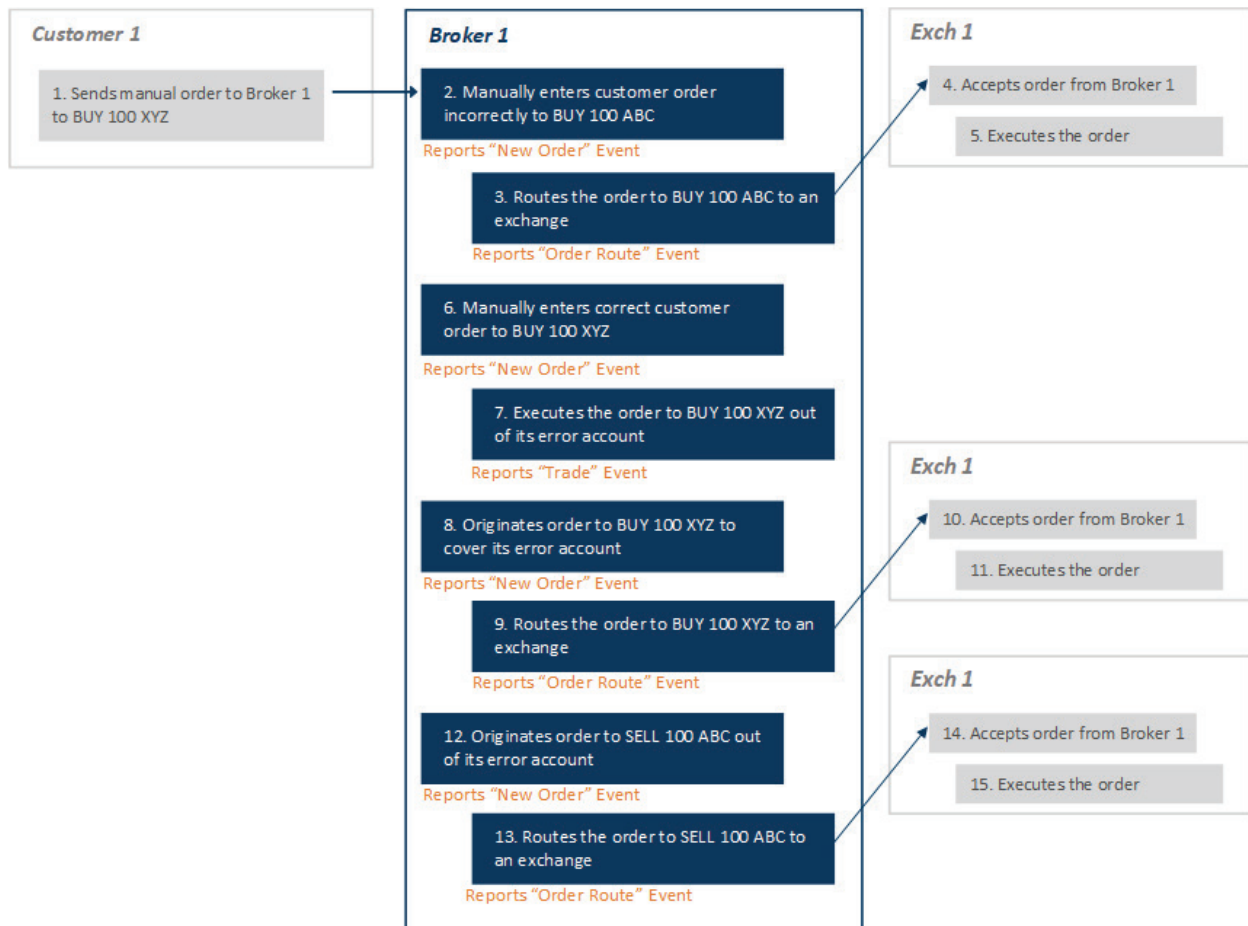 Customer 1
1. Sends manual order to Broker 1
to BUY 100 XYZ
Broker 1
2. Manually enters customer order
incorrectly to BUY 100 ABC
Reports “New Order” Event
3. Routes the order to BUY 100 ABC to an
exchange
Reports “Order Route” Event
Exch 1
4. Accepts order from Broker 1
5. Executes the order
6. Manually enters correct customer
order to BUY 100 XYZ
Reports “New Order” Event
7. Executes the order to BUY 100 XYZ out
of its error account
Reports “Trade” Event
8. Originates order to BUY 100 XYZ to
cover its error account
Reports “New Order” Event
9. Routes the order to BUY 100 XYZ to an
exchange
Reports “Order Route” Event
Exch 1
10. Accepts order from Broker 1
11. Executes the order
12. Originates order to SELL 100 ABC out
of its error account
Reports “New Order” Event
13. Routes the order to SELL 100 ABC to
an exchange
Reports “Order Route” Event
Exch 1
14. Accepts order from Broker 1
15. Executes the order